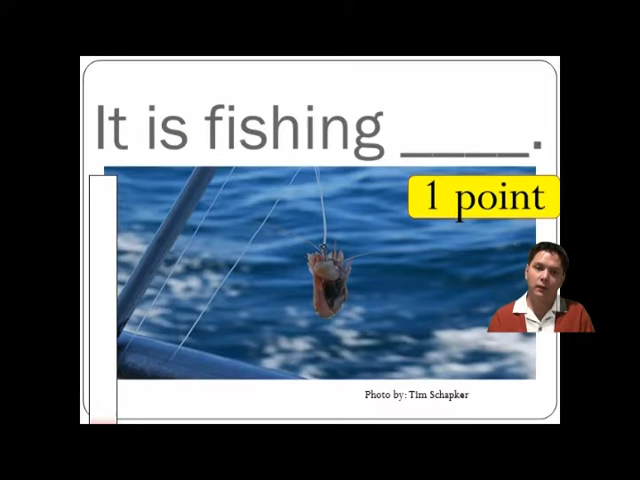 It is fishing ____.
1 point
Photo by: Tim Schapker